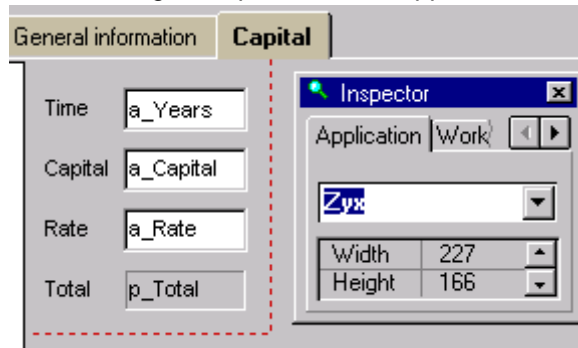 General information Capital
Time a_Years
Capital a_Capital
Rate a_Rate
Total p_Total
Inspector
Application Work
Zyx
Width 227
Height 166